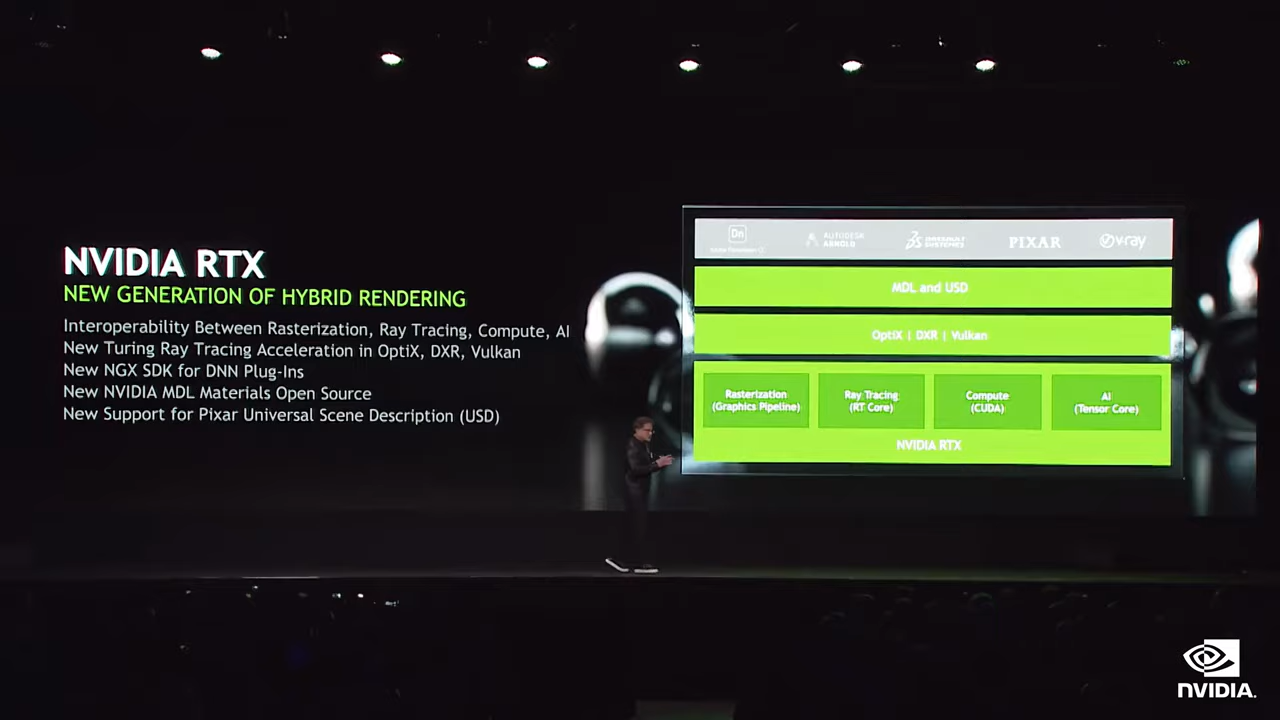 NVIDIA RTX
NEW GENERATION OF HYBRID RENDERING
Interoperability Between Rasterization, Ray Tracing, Compute, AI
New Turing Ray Tracing Acceleration in OptiX, DXR, Vulkan
New NGX SDK for DNN Plug-Ins
New NVIDIA MDL Materials Open Source
New Support for Pixar Universal Scene Description (USD)
Dn
AUTODESK
ARNOLD
DASSAULT
SYSTEMES
PIXAR
v·ray
MDL and USD
OptiX | DXR | Vulkan
Rasterization
(Graphics Pipeline)
Ray Tracing
(RT Core)
Compute
(CUDA)
AI
(Tensor Core)
NVIDIA RTX
NVIDIA.